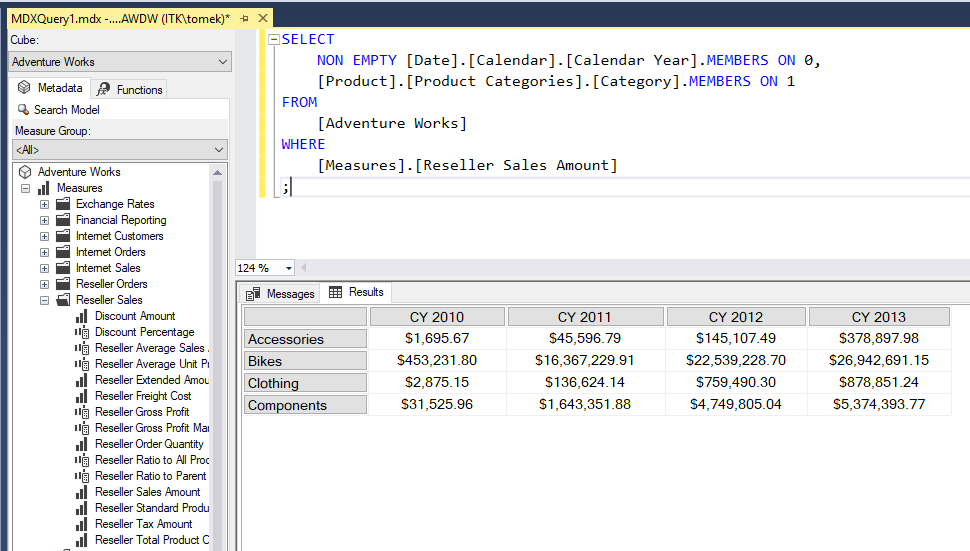 MDXQuery1.mdx -....AWDW (ITK\tomek)*
Cube:
Adventure Works
Metadata
Functions
Search Model
Measure Group:
<All>
Adventure Works
Measures
Exchange Rates
Financial Reporting
Internet Customers
Internet Orders
Internet Sales
Reseller Orders
Reseller Sales
Discount Amount
Discount Percentage
Reseller Average Sales
Reseller Average Unit Pr
Reseller Extended Amou
Reseller Freight Cost
Reseller Gross Profit
Reseller Gross Profit Mar
Reseller Order Quantity
Reseller Ratio to All Proc
Reseller Ratio to Parent
Reseller Sales Amount
Reseller Standard Produ
Reseller Tax Amount
Reseller Total Product C
SELECT
NON EMPTY [Date].[Calendar].[Calendar Year].MEMBERS ON 0,
[Product].[Product Categories].[Category].MEMBERS ON 1
FROM
[Adventure Works]
WHERE
[Measures].[Reseller Sales Amount]
;
124 %
Messages
Results
CY 2010 CY 2011 CY 2012 CY 2013
Accessories $1,695.67 $45,596.79 $145,107.49 $378,897.98
Bikes $453,231.80 $16,367,229.91 $22,539,228.70 $26,942,691.15
Clothing $2,875.15 $136,624.14 $759,490.30 $878,851.24
Components $31,525.96 $1,643,351.88 $4,749,805.04 $5,374,393.77